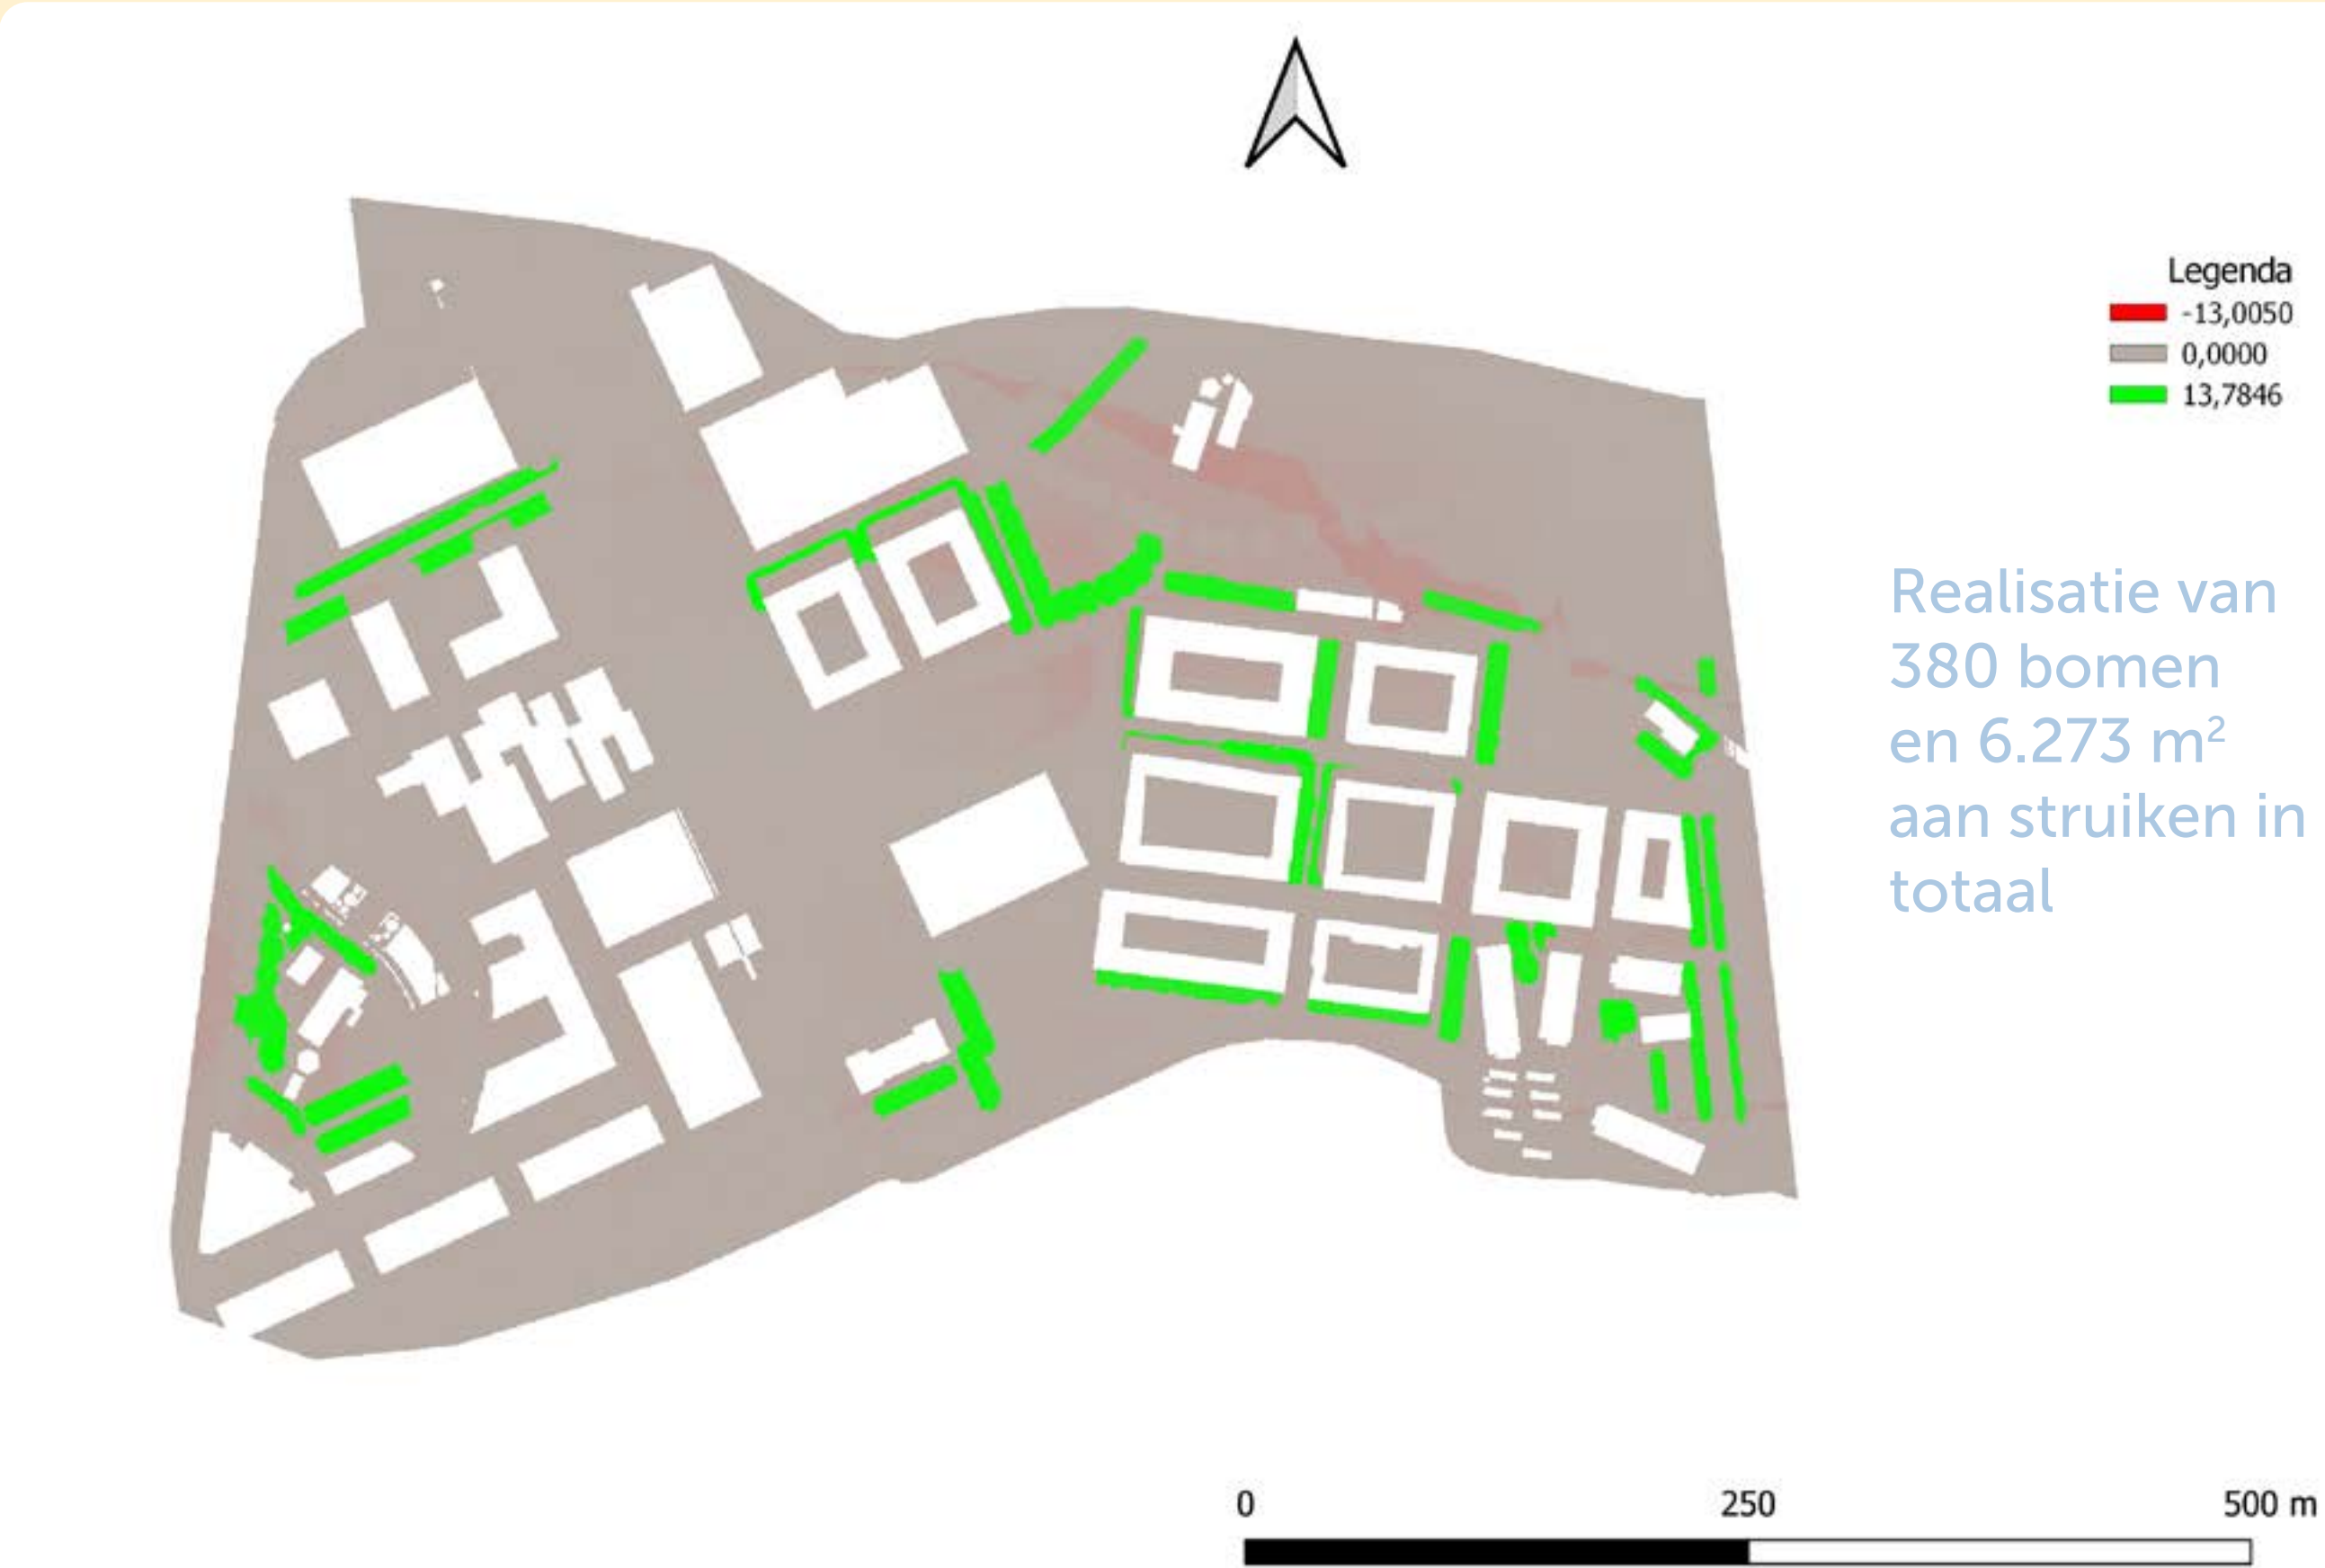 Legenda
-13,0050
0,0000
13,7846
Realisatie van
380 bomen
en 6.273 m²
aan struiken in
totaal
0 250 500 m